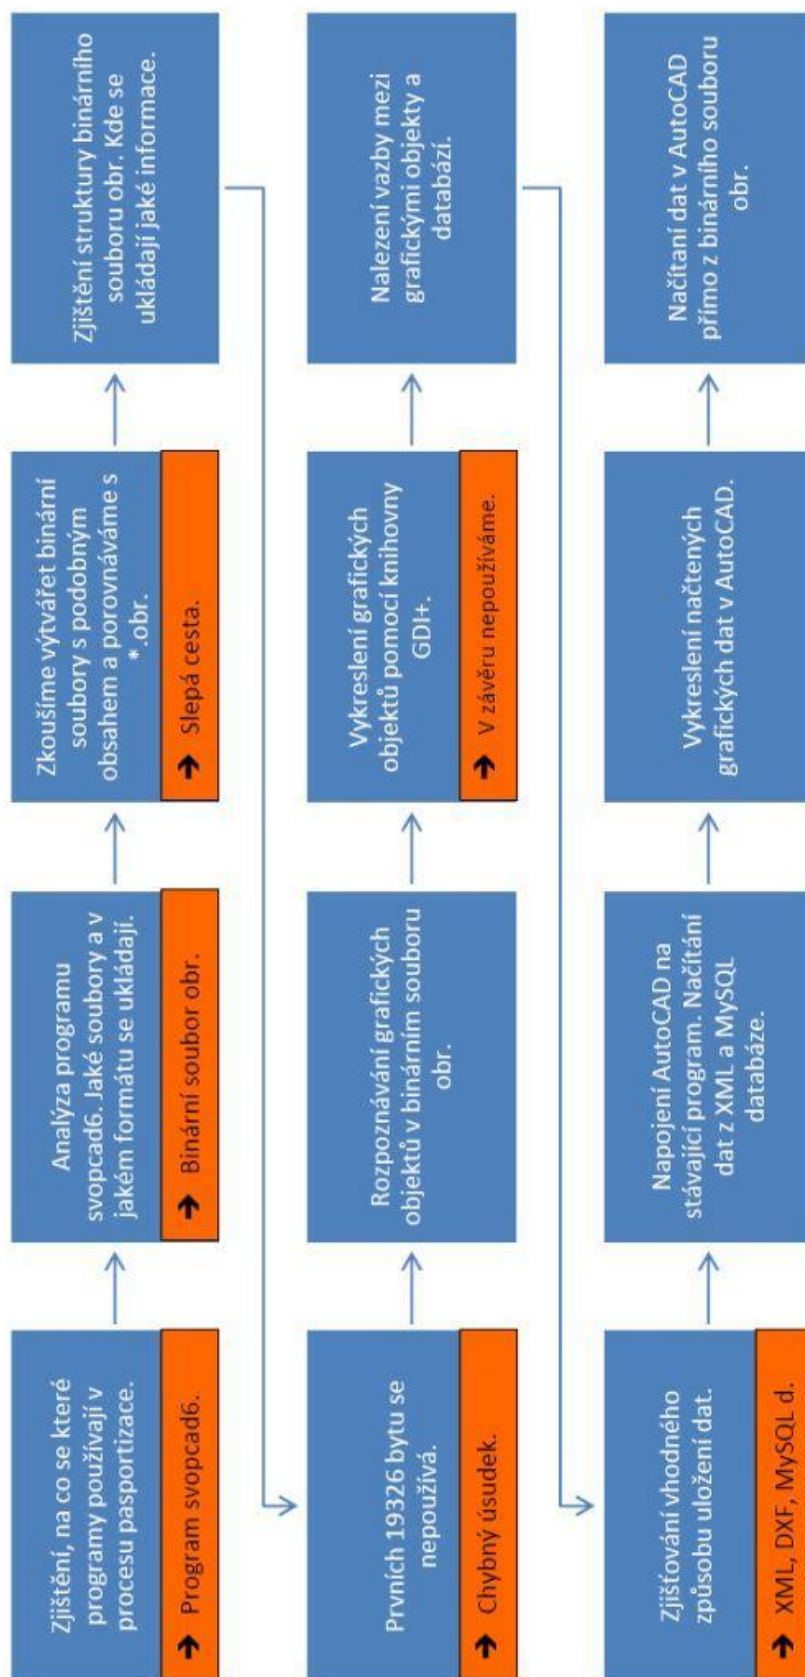 Zjištění, na co se které
programy používají v
procesu pasportizace.
➔ Program svopcad6.
Analýza programu
svopcad6. Jaké soubory a v
jakém formátu se ukládají.
➔ Binární soubor obr.
Zkoušíme výtvářet binární
soubory s podobným
obsahem a porovnáváme s
*.obr.
➔ Slepá cesta.
Zjištění struktury binárního
souboru obr. Kde se
ukládají jaké informace.
Prvních 19326 bytu se
nepoužívá.
➔ Chybný úsudek.
Rozpoznávání grafických
objektů v binárním souboru
obr.
Vykreslení grafických
objektů pomocí knihovny
GDI+.
➔ V závěru nepoužíváme.
Nalezení vazby mezi
grafickými objekty a
databází.
Zjišťování vhodného
způsobu uložení dat.
➔ XML, DXF, MySQL d.
Napojení AutoCAD na
stávající program. Načítání
dat z XML a MySQL
databáze.
Vykreslení načtených
grafických dat v AutoCAD.
Načítaní dat v AutoCAD
přímo z binárního souboru
obr.